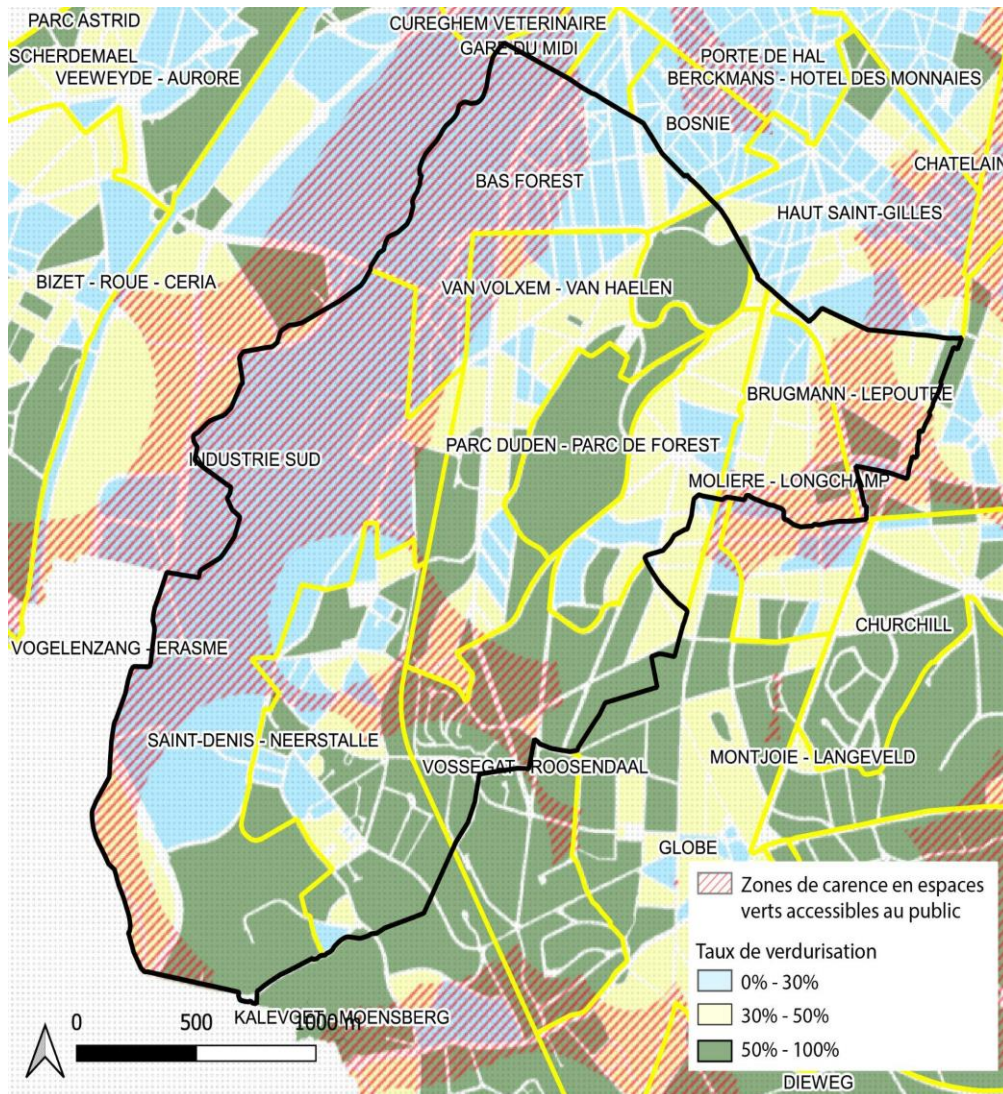 PARC ASTRID
CUREGHEM VETERINAIRE
SCHERDEMAEL
GARE DU MIDI
PORTE DE HAL
VEEWEYDE - AURORE
BERCKMANS - HOTEL DES MONNAIES
BOSNIE
CHATELAIN
BAS FOREST
HAUT SAINT-GILLES
BIZET - ROUE - CERIA
VAN VOLXEM - VAN HAELEN
BRUGMANN - LEPOUTRE
PARC DUDEN - PARC DE FOREST
INDUSTRIE SUD
MOLIERE - LONGCHAMP
CHURCHILL
VOGELENZANG - ERASME
SAINT-DENIS - NEERSTALLE
MONTJOIE - LANGEVELD
VOSSEGAT - ROOSENDAAL
GLOBE
Zones de carence en espaces
verts accessibles au public
Taux de verdurisation
0% - 30%
30% - 50%
50% - 100%
KALEVOET - MOENSBERG
0 500 1000 m
DIEWEG